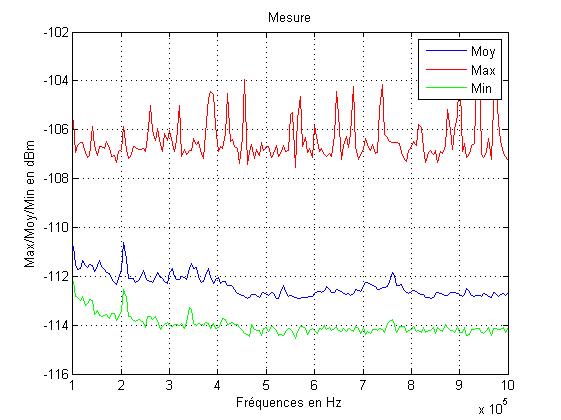 Mesure
-102
-104
-106
-108
-110
-112
-114
-116
Max/Moy/Min en dBm
Moy
Max
Min
1 2 3 4 5 6 7 8 9 10
Fréquences en Hz
x 10^5